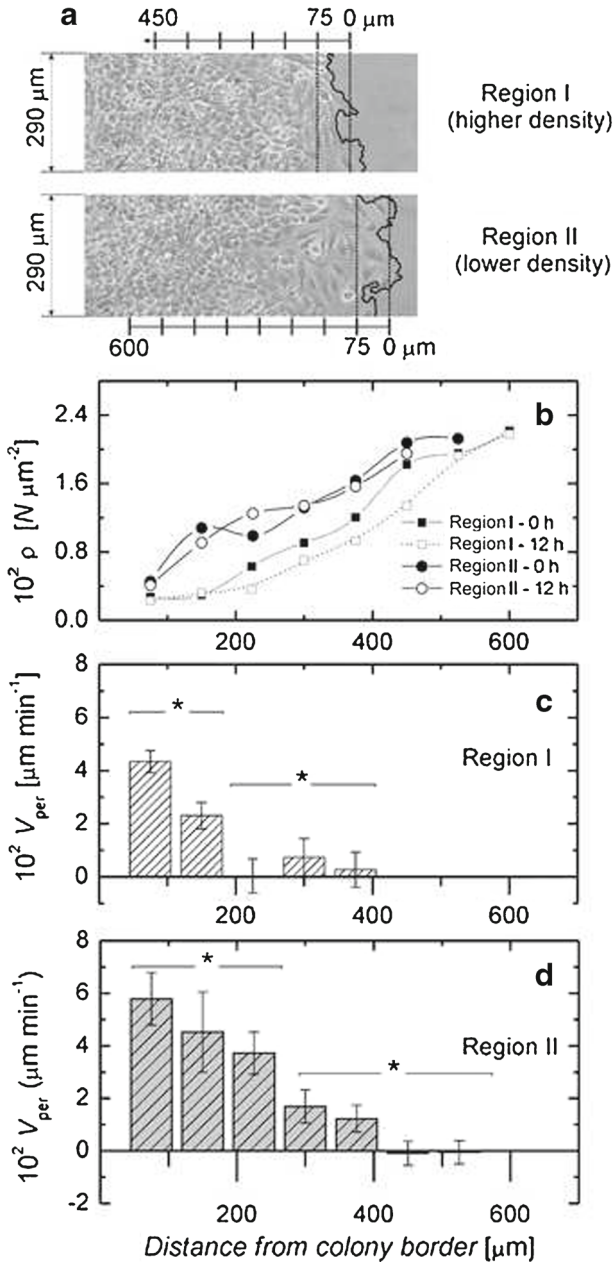 a
450 75 0 μm
290 μm
Region I
(higher density)
290 μm
Region II
(lower density)
600 75 0 μm
b
10² ρ [N μm⁻²]
2.4
1.6
0.8
0.0
Region I - 0 h
Region I - 12 h
Region II - 0 h
Region II - 12 h
200 400 600
c
10² Vper [μm min⁻¹]
8
6
4
2
0
*
*
Region I
200 400 600
d
10² Vper (μm min⁻¹)
8
6
4
2
0
-2
*
*
Region II
200 400 600
Distance from colony border [μm]